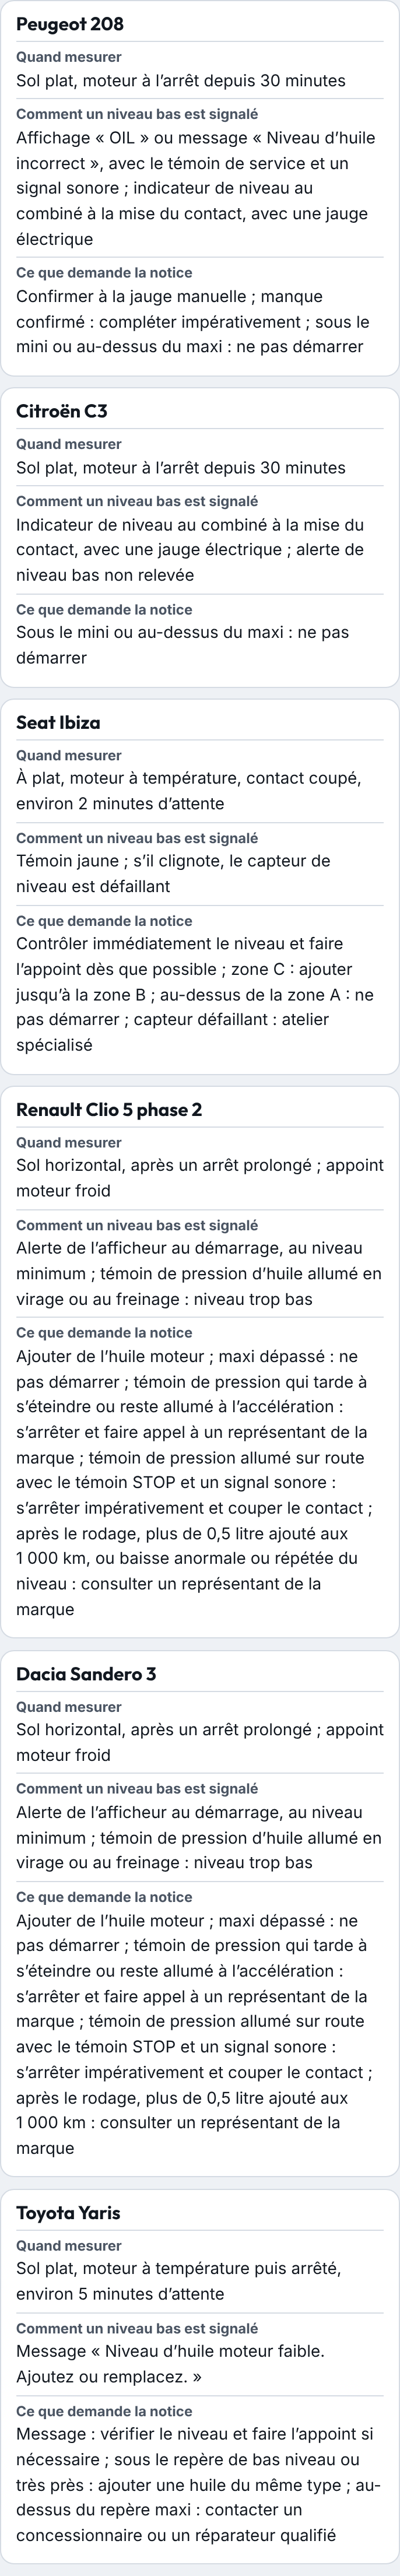 Peugeot 208
Quand mesurer
Sol plat, moteur à l’arrêt depuis 30 minutes
Comment un niveau bas est signalé
Affichage « OIL » ou message « Niveau d’huile
incorrect », avec le témoin de service et un
signal sonore ; indicateur de niveau au
combiné à la mise du contact, avec une jauge
électrique
Ce que demande la notice
Confirmer à la jauge manuelle ; manque
confirmé : compléter impérativement ; sous le
mini ou au-dessus du maxi : ne pas démarrer
Citroën C3
Quand mesurer
Sol plat, moteur à l’arrêt depuis 30 minutes
Comment un niveau bas est signalé
Indicateur de niveau au combiné à la mise du
contact, avec une jauge électrique ; alerte de
niveau bas non relevée
Ce que demande la notice
Sous le mini ou au-dessus du maxi : ne pas
démarrer
Seat Ibiza
Quand mesurer
À plat, moteur à température, contact coupé,
environ 2 minutes d’attente
Comment un niveau bas est signalé
Témoin jaune ; s’il clignote, le capteur de
niveau est défaillant
Ce que demande la notice
Contrôler immédiatement le niveau et faire
l’appoint dès que possible ; zone C : ajouter
jusqu’à la zone B ; au-dessus de la zone A : ne
pas démarrer ; capteur défaillant : atelier
spécialisé
Renault Clio 5 phase 2
Quand mesurer
Sol horizontal, après un arrêt prolongé ; appoint
moteur froid
Comment un niveau bas est signalé
Alerte de l’afficheur au démarrage, au niveau
minimum ; témoin de pression d’huile allumé en
virage ou au freinage : niveau trop bas
Ce que demande la notice
Ajouter de l’huile moteur ; maxi dépassé : ne
pas démarrer ; témoin de pression qui tarde à
s’éteindre ou reste allumé à l’accélération :
s’arrêter et faire appel à un représentant de la
marque ; témoin de pression allumé sur route
avec le témoin STOP et un signal sonore :
s’arrêter impérativement et couper le contact ;
après le rodage, plus de 0,5 litre ajouté aux
1 000 km, ou baisse anormale ou répétée du
niveau : consulter un représentant de la
marque
Dacia Sandero 3
Quand mesurer
Sol horizontal, après un arrêt prolongé ; appoint
moteur froid
Comment un niveau bas est signalé
Alerte de l’afficheur au démarrage, au niveau
minimum ; témoin de pression d’huile allumé en
virage ou au freinage : niveau trop bas
Ce que demande la notice
Ajouter de l’huile moteur ; maxi dépassé : ne
pas démarrer ; témoin de pression qui tarde à
s’éteindre ou reste allumé à l’accélération :
s’arrêter et faire appel à un représentant de la
marque ; témoin de pression allumé sur route
avec le témoin STOP et un signal sonore :
s’arrêter impérativement et couper le contact ;
après le rodage, plus de 0,5 litre ajouté aux
1 000 km : consulter un représentant de la
marque
Toyota Yaris
Quand mesurer
Sol plat, moteur à température puis arrêté,
environ 5 minutes d’attente
Comment un niveau bas est signalé
Message « Niveau d’huile moteur faible.
Ajoutez ou remplacez. »
Ce que demande la notice
Message : vérifier le niveau et faire l’appoint si
nécessaire ; sous le repère de bas niveau ou
très près : ajouter une huile du même type ; au-
dessus du repère maxi : contacter un
concessionnaire ou un réparateur qualifié